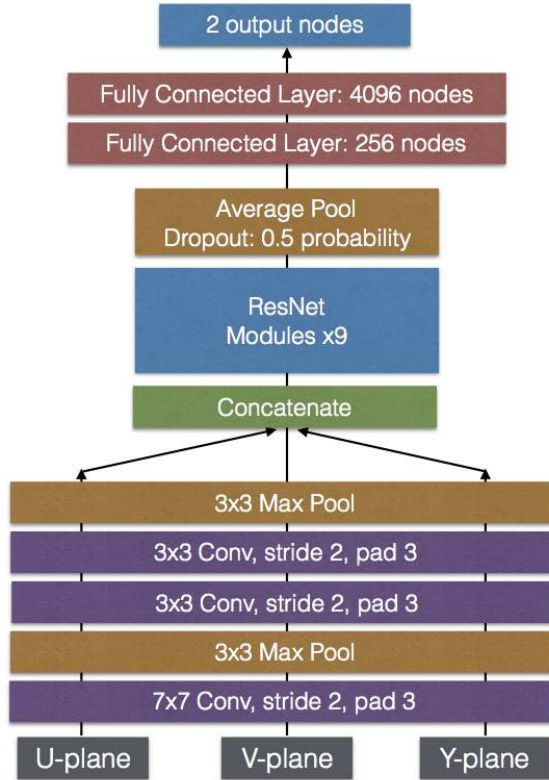 2 output nodes
Fully Connected Layer: 4096 nodes
Fully Connected Layer: 256 nodes
Average Pool
Dropout: 0.5 probability
ResNet
Modules x9
Concatenate
3x3 Max Pool
3x3 Conv, stride 2, pad 3
3x3 Conv, stride 2, pad 3
3x3 Max Pool
7x7 Conv, stride 2, pad 3
U-plane V-plane Y-plane